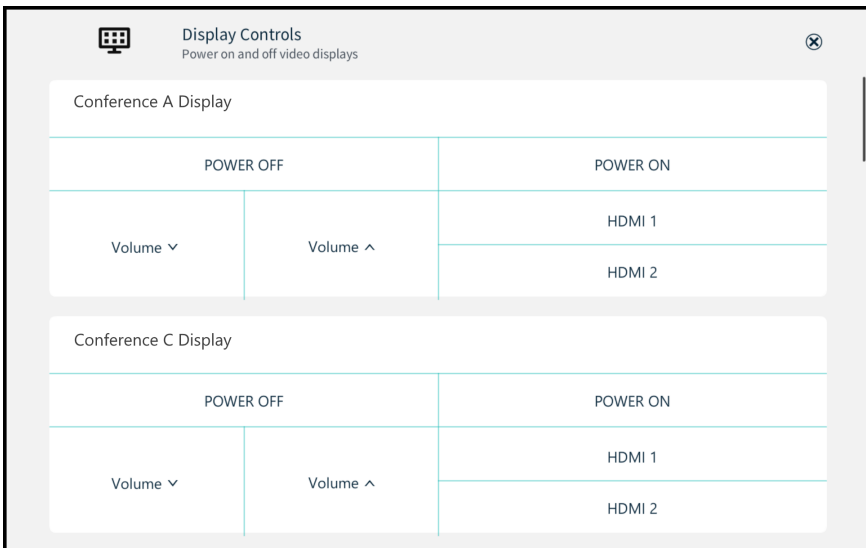 Display Controls
Power on and off video displays
Conference A Display
POWER OFF
POWER ON
Volume
Volume
HDMI 1
HDMI 2
Conference C Display
POWER OFF
POWER ON
Volume
Volume
HDMI 1
HDMI 2